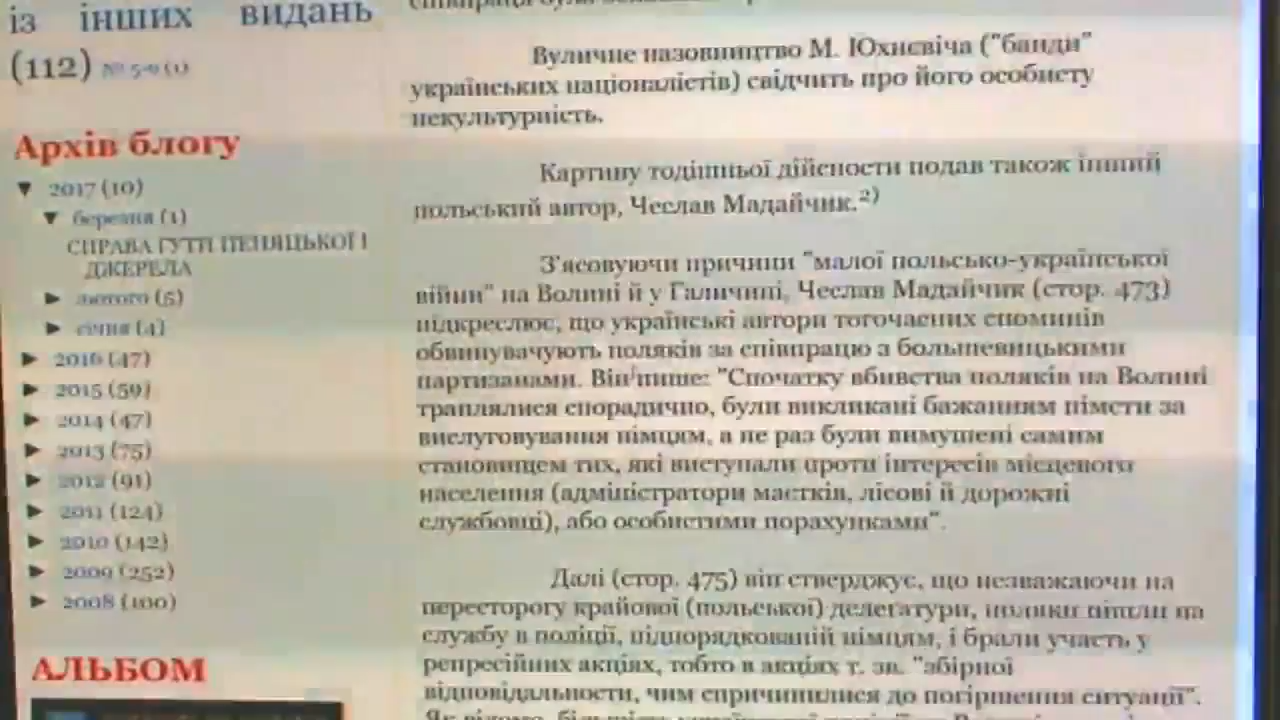 із інших видань
(112) № 5-6 (1)
Архів блогу
▼ 2017 (10)
▼ березня (1)
СПРАВА ГУТИ ПЕНЯЦЬКОЇ І
ДЖЕРЕЛА
► лютого (5)
► січня (4)
► 2016 (47)
► 2015 (59)
► 2014 (47)
► 2013 (75)
► 2012 (91)
► 2011 (124)
► 2010 (142)
► 2009 (252)
► 2008 (100)
АЛЬБОМ
Вуличне назовництво М. Юхнєвіча ("банди"
українських націоналістів) свідчить про його особисту
некультурність.
Картину тодішньої дійсности подав також інший
польський автор, Чеслав Мадайчик.2)
З'ясовуючи причини "малої польсько-української
війни" на Волині й у Галичині, Чеслав Мадайчик (стор. 473)
підкреслює, що українські автори тогочасних споминів
обвинувачують поляків за співпрацю з большевицькими
партизанами. Він пише: "Спочатку вбивства поляків на Волині
траплялися спорадично, були викликані бажанням пімсти за
вислуговування німцям, а не раз були вимушені самим
становищем тих, які виступали проти інтересів місцевого
населення (адміністратори маєтків, лісові й дорожні
службовці), або особистими порахунками".
Далі (стор. 475) він стверджує, що незважаючи на
пересторогу крайової (польської) делегатури, поляки пішли на
службу в поліції, підпорядкованій німцям, і брали участь у
репресійних акціях, тобто в акціях т. зв. "збірної
відповідальности, чим спричинилися до погіршення ситуації".